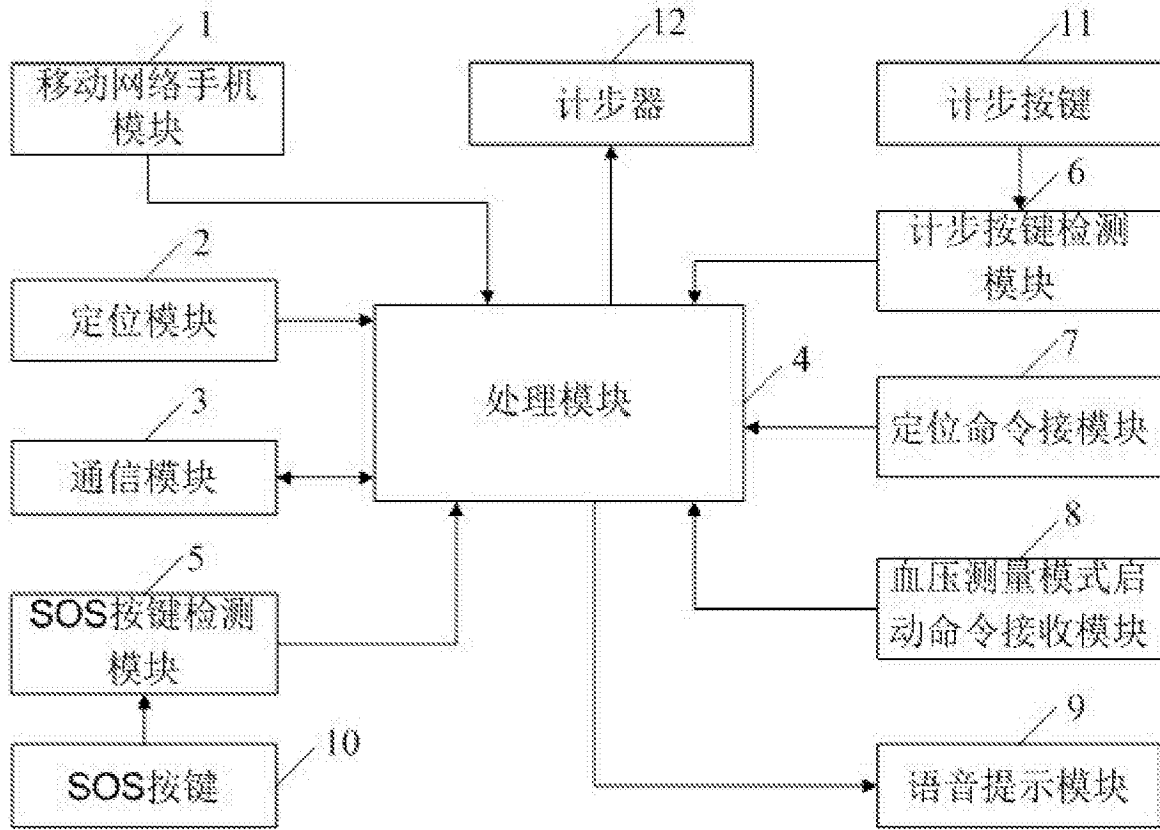 1
移动网络手机
模块
12
计步器
11
计步按键
6
计步按键检测
模块
2
定位模块
处理模块
4
7
定位命令接模块
3
通信模块
8
血压测量模式启
动命令接收模块
5
SOS按键检测
模块
9
语音提示模块
10
SOS按键